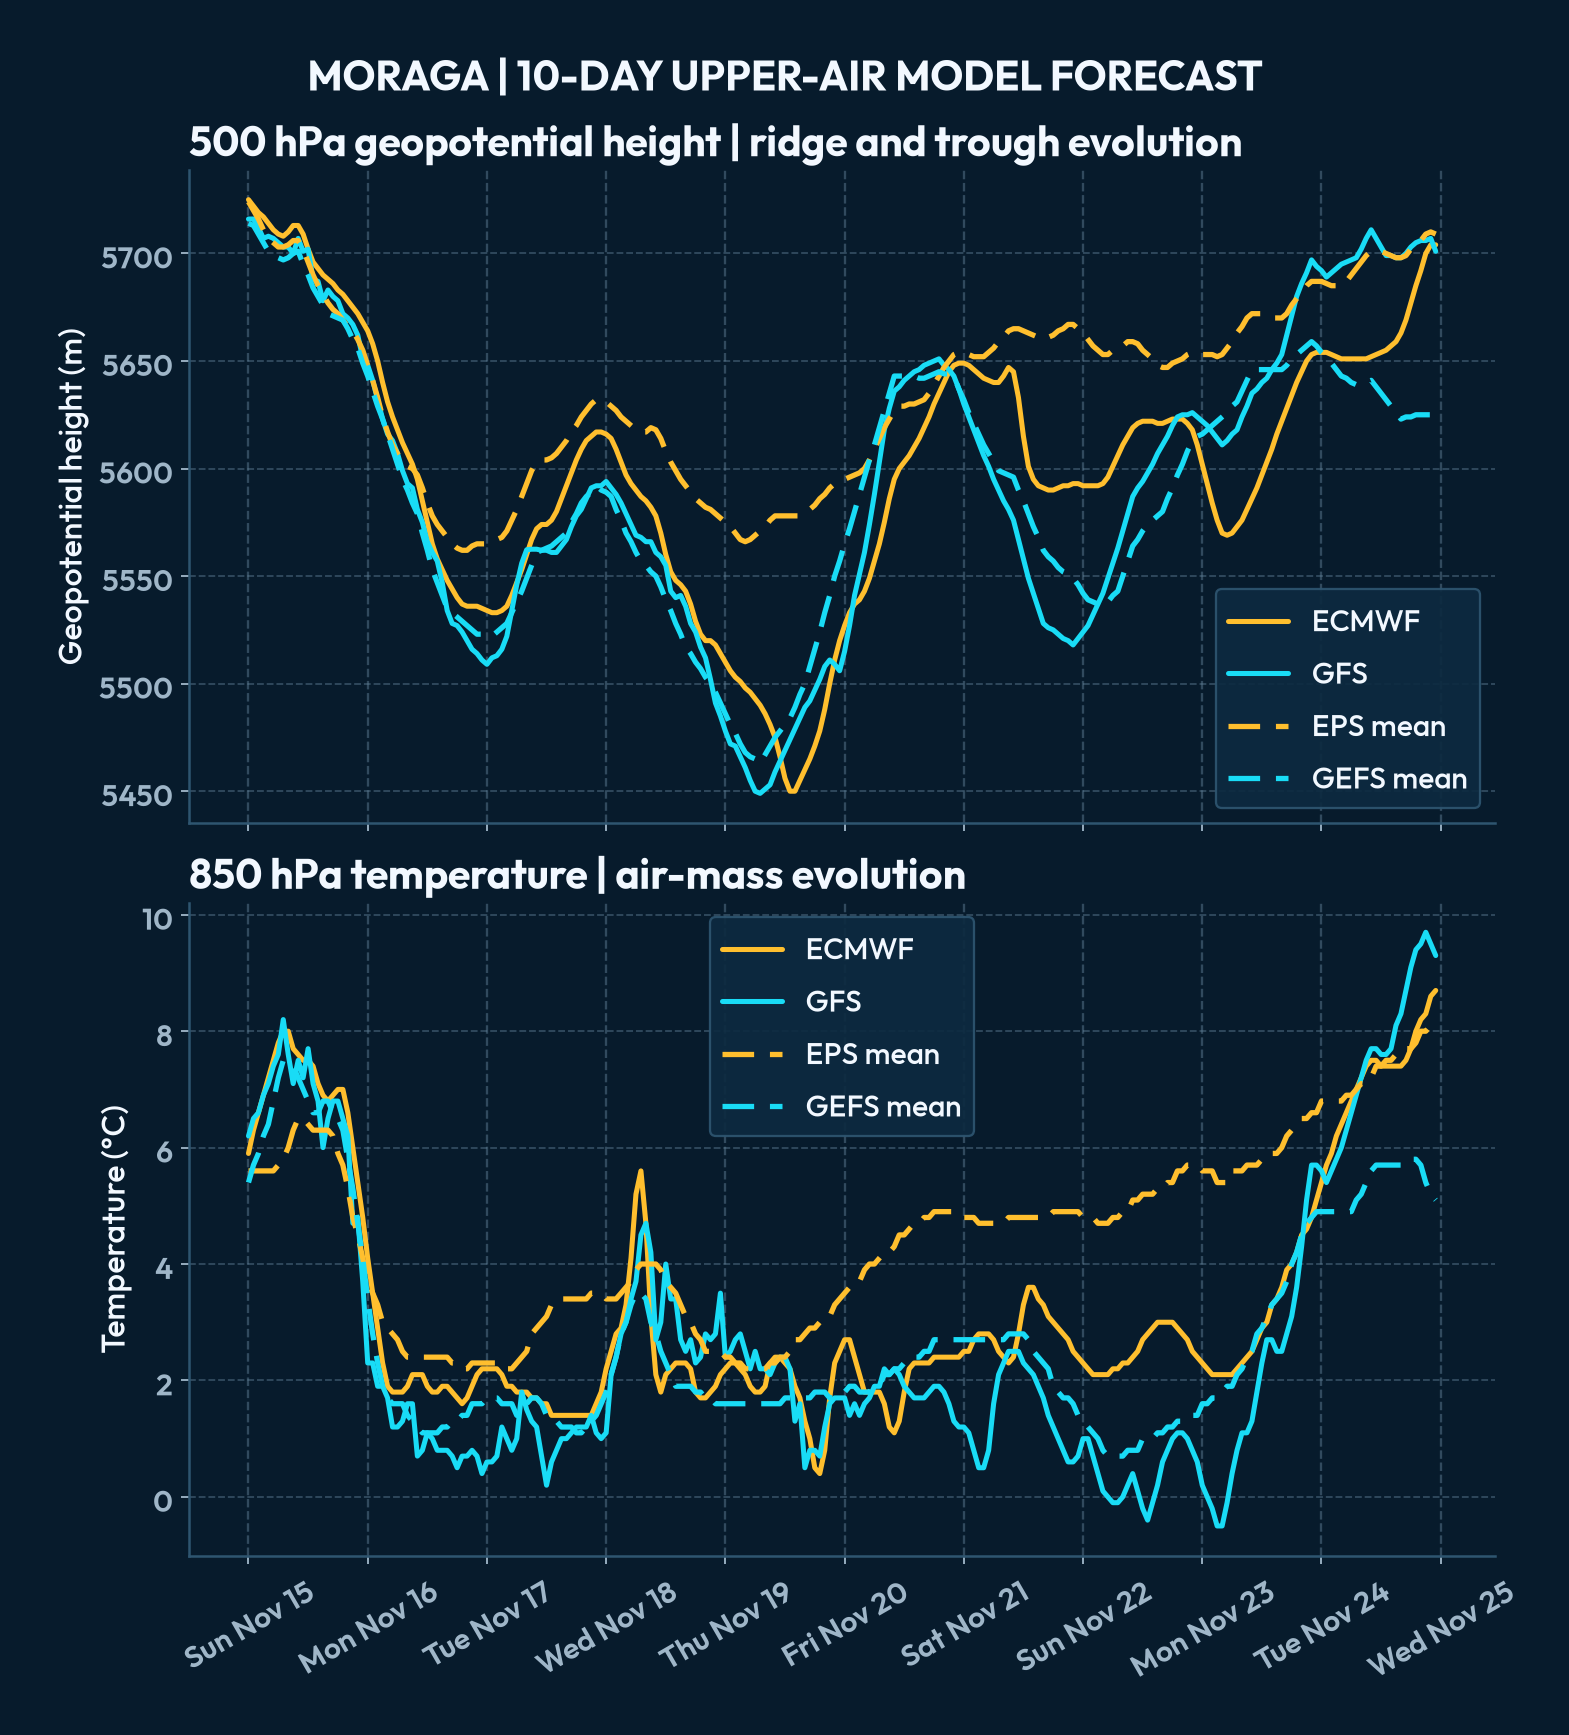 MORAGA | 10-DAY UPPER-AIR MODEL FORECAST
500 hPa geopotential height | ridge and trough evolution
Geopotential height (m)
5700
5650
5600
5550
5500
5450
ECMWF
GFS
EPS mean
GEFS mean
850 hPa temperature | air-mass evolution
Temperature (°C)
10
8
6
4
2
0
ECMWF
GFS
EPS mean
GEFS mean
Sun Nov 15
Mon Nov 16
Tue Nov 17
Wed Nov 18
Thu Nov 19
Fri Nov 20
Sat Nov 21
Sun Nov 22
Mon Nov 23
Tue Nov 24
Wed Nov 25